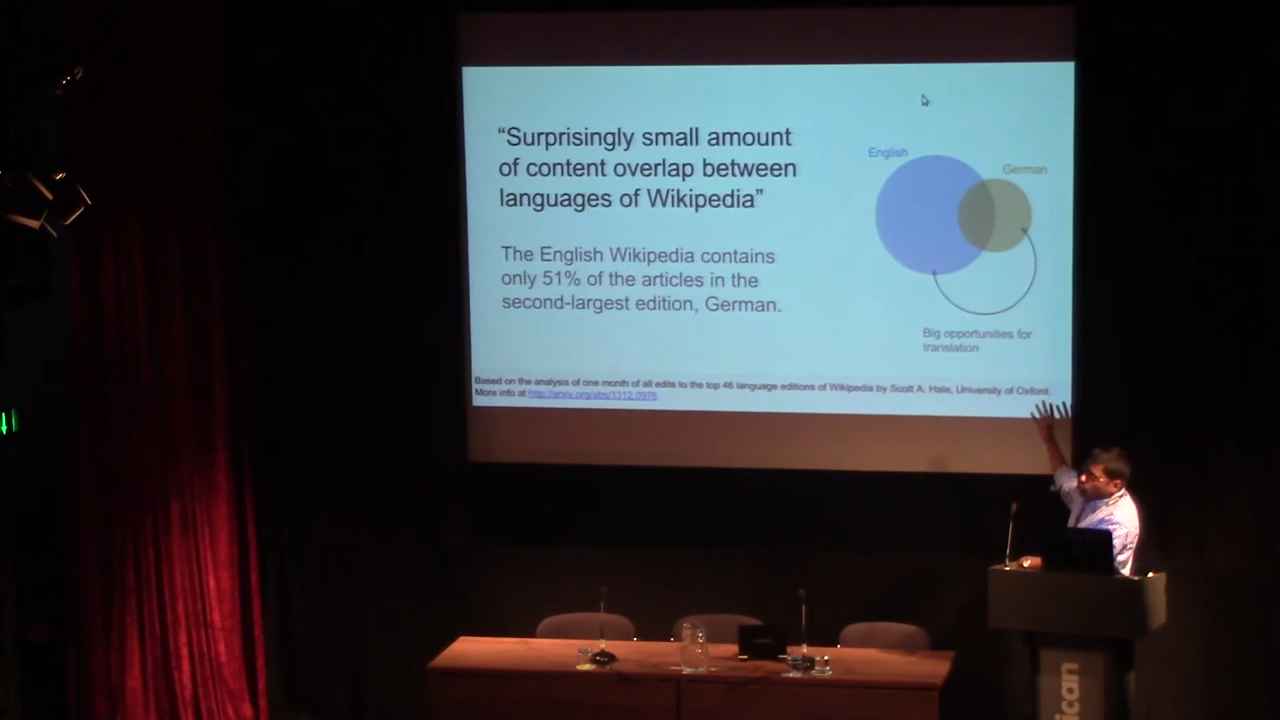 “Surprisingly small amount
of content overlap between
languages of Wikipedia”
The English Wikipedia contains
only 51% of the articles in the
second-largest edition, German.
English
German
Big opportunities for
translation
Based on the analysis of one month of all edits to the top 46 language editions of Wikipedia by Scott A. Hale, University of Oxford.
More info at http://arxiv.org/abs/1312.0976
ican